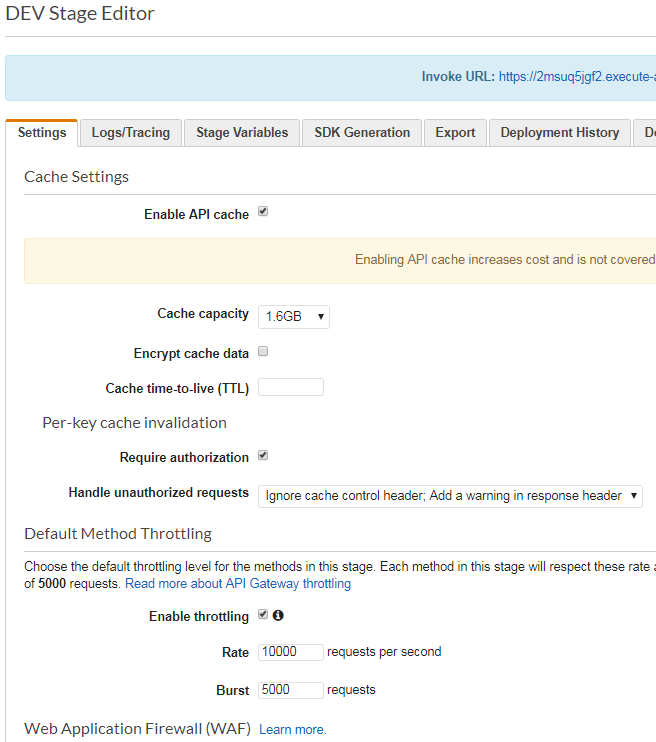 DEV Stage Editor
Invoke URL: https://2msuq5jgf2.execute-a
Settings Logs/Tracing Stage Variables SDK Generation Export Deployment History
Cache Settings
Enable API cache
Enabling API cache increases cost and is not covered
Cache capacity 1.6GB
Encrypt cache data
Cache time-to-live (TTL)
Per-key cache invalidation
Require authorization
Handle unauthorized requests Ignore cache control header; Add a warning in response header
Default Method Throttling
Choose the default throttling level for the methods in this stage. Each method in this stage will respect these rate a
of 5000 requests. Read more about API Gateway throttling
Enable throttling
Rate 10000 requests per second
Burst 5000 requests
Web Application Firewall (WAF) Learn more.